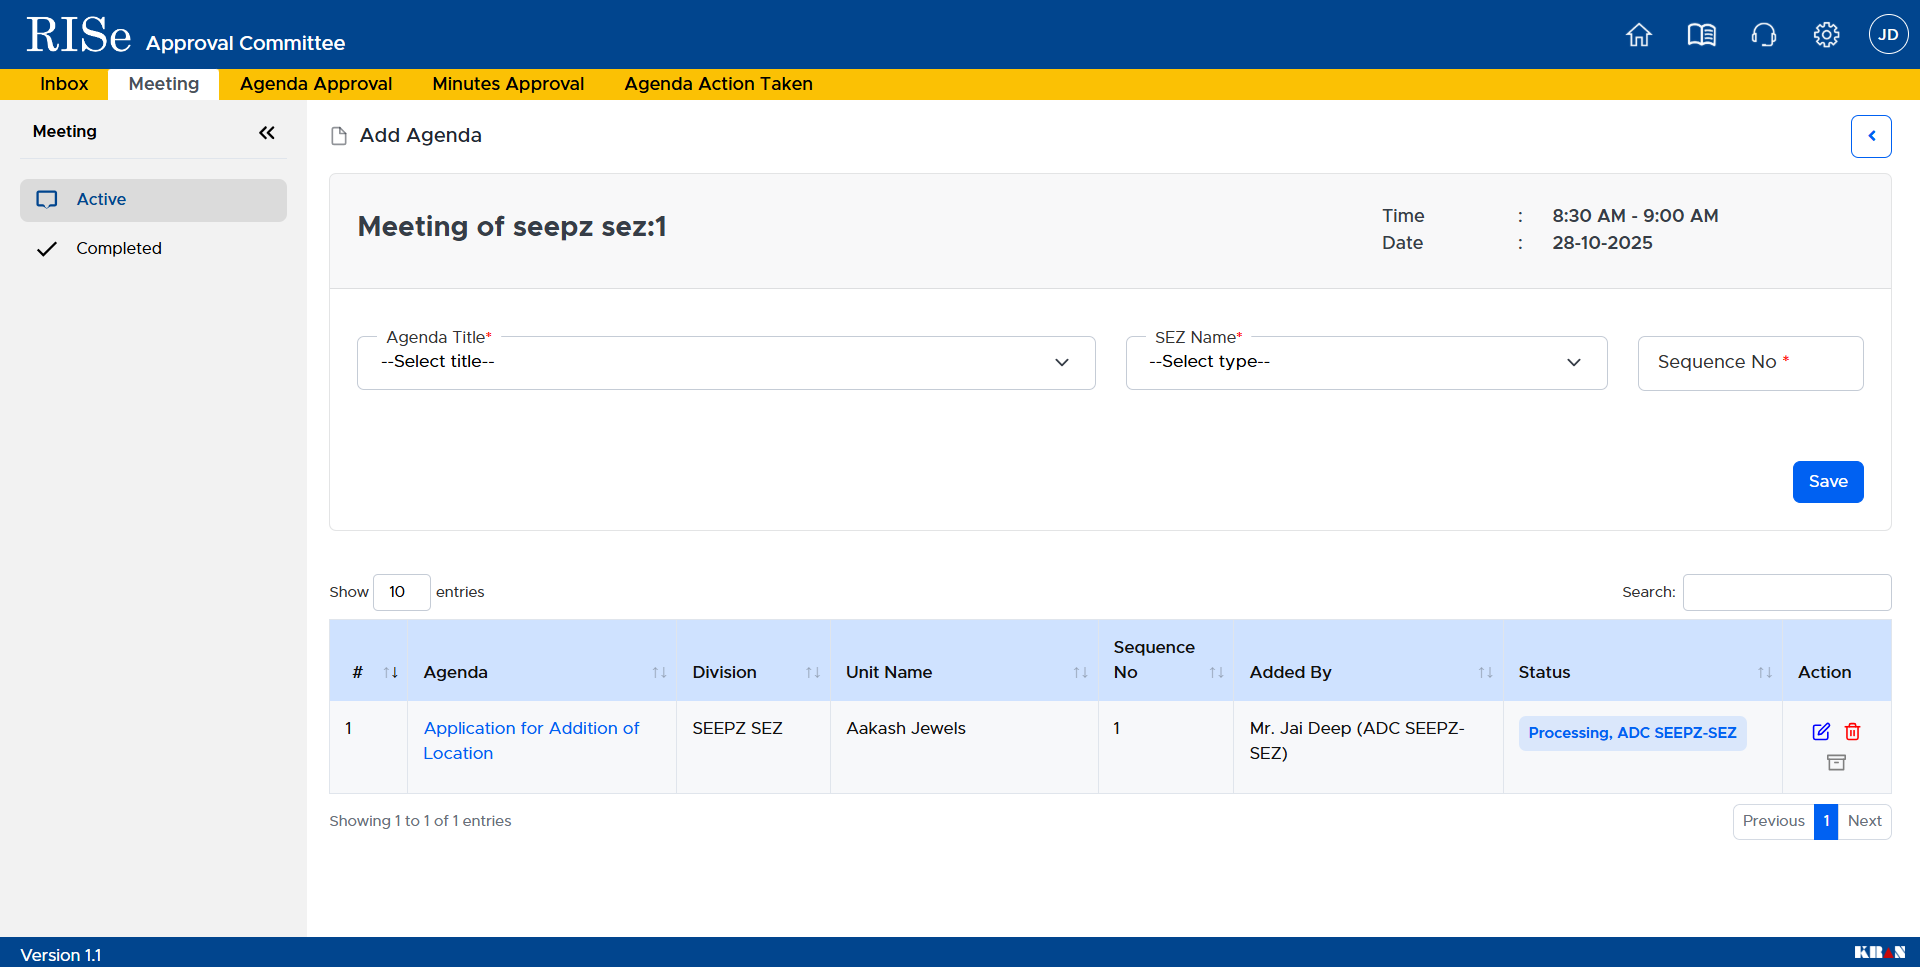 RISe Approval Committee
JD
Inbox Meeting Agenda Approval Minutes Approval Agenda Action Taken
Meeting
Active
Completed
Add Agenda
Meeting of seepz sez:1
Time : 8:30 AM - 9:00 AM
Date : 28-10-2025
Agenda Title*
--Select title--
SEZ Name*
--Select type--
Sequence No *
Save
Show 10 entries
Search:
# Agenda Division Unit Name Sequence No Added By Status Action
1 Application for Addition of Location SEEPZ SEZ Aakash Jewels 1 Mr. Jai Deep (ADC SEEPZ-SEZ) Processing, ADC SEEPZ-SEZ
Showing 1 to 1 of 1 entries
Previous 1 Next
Version 1.1
KRAN